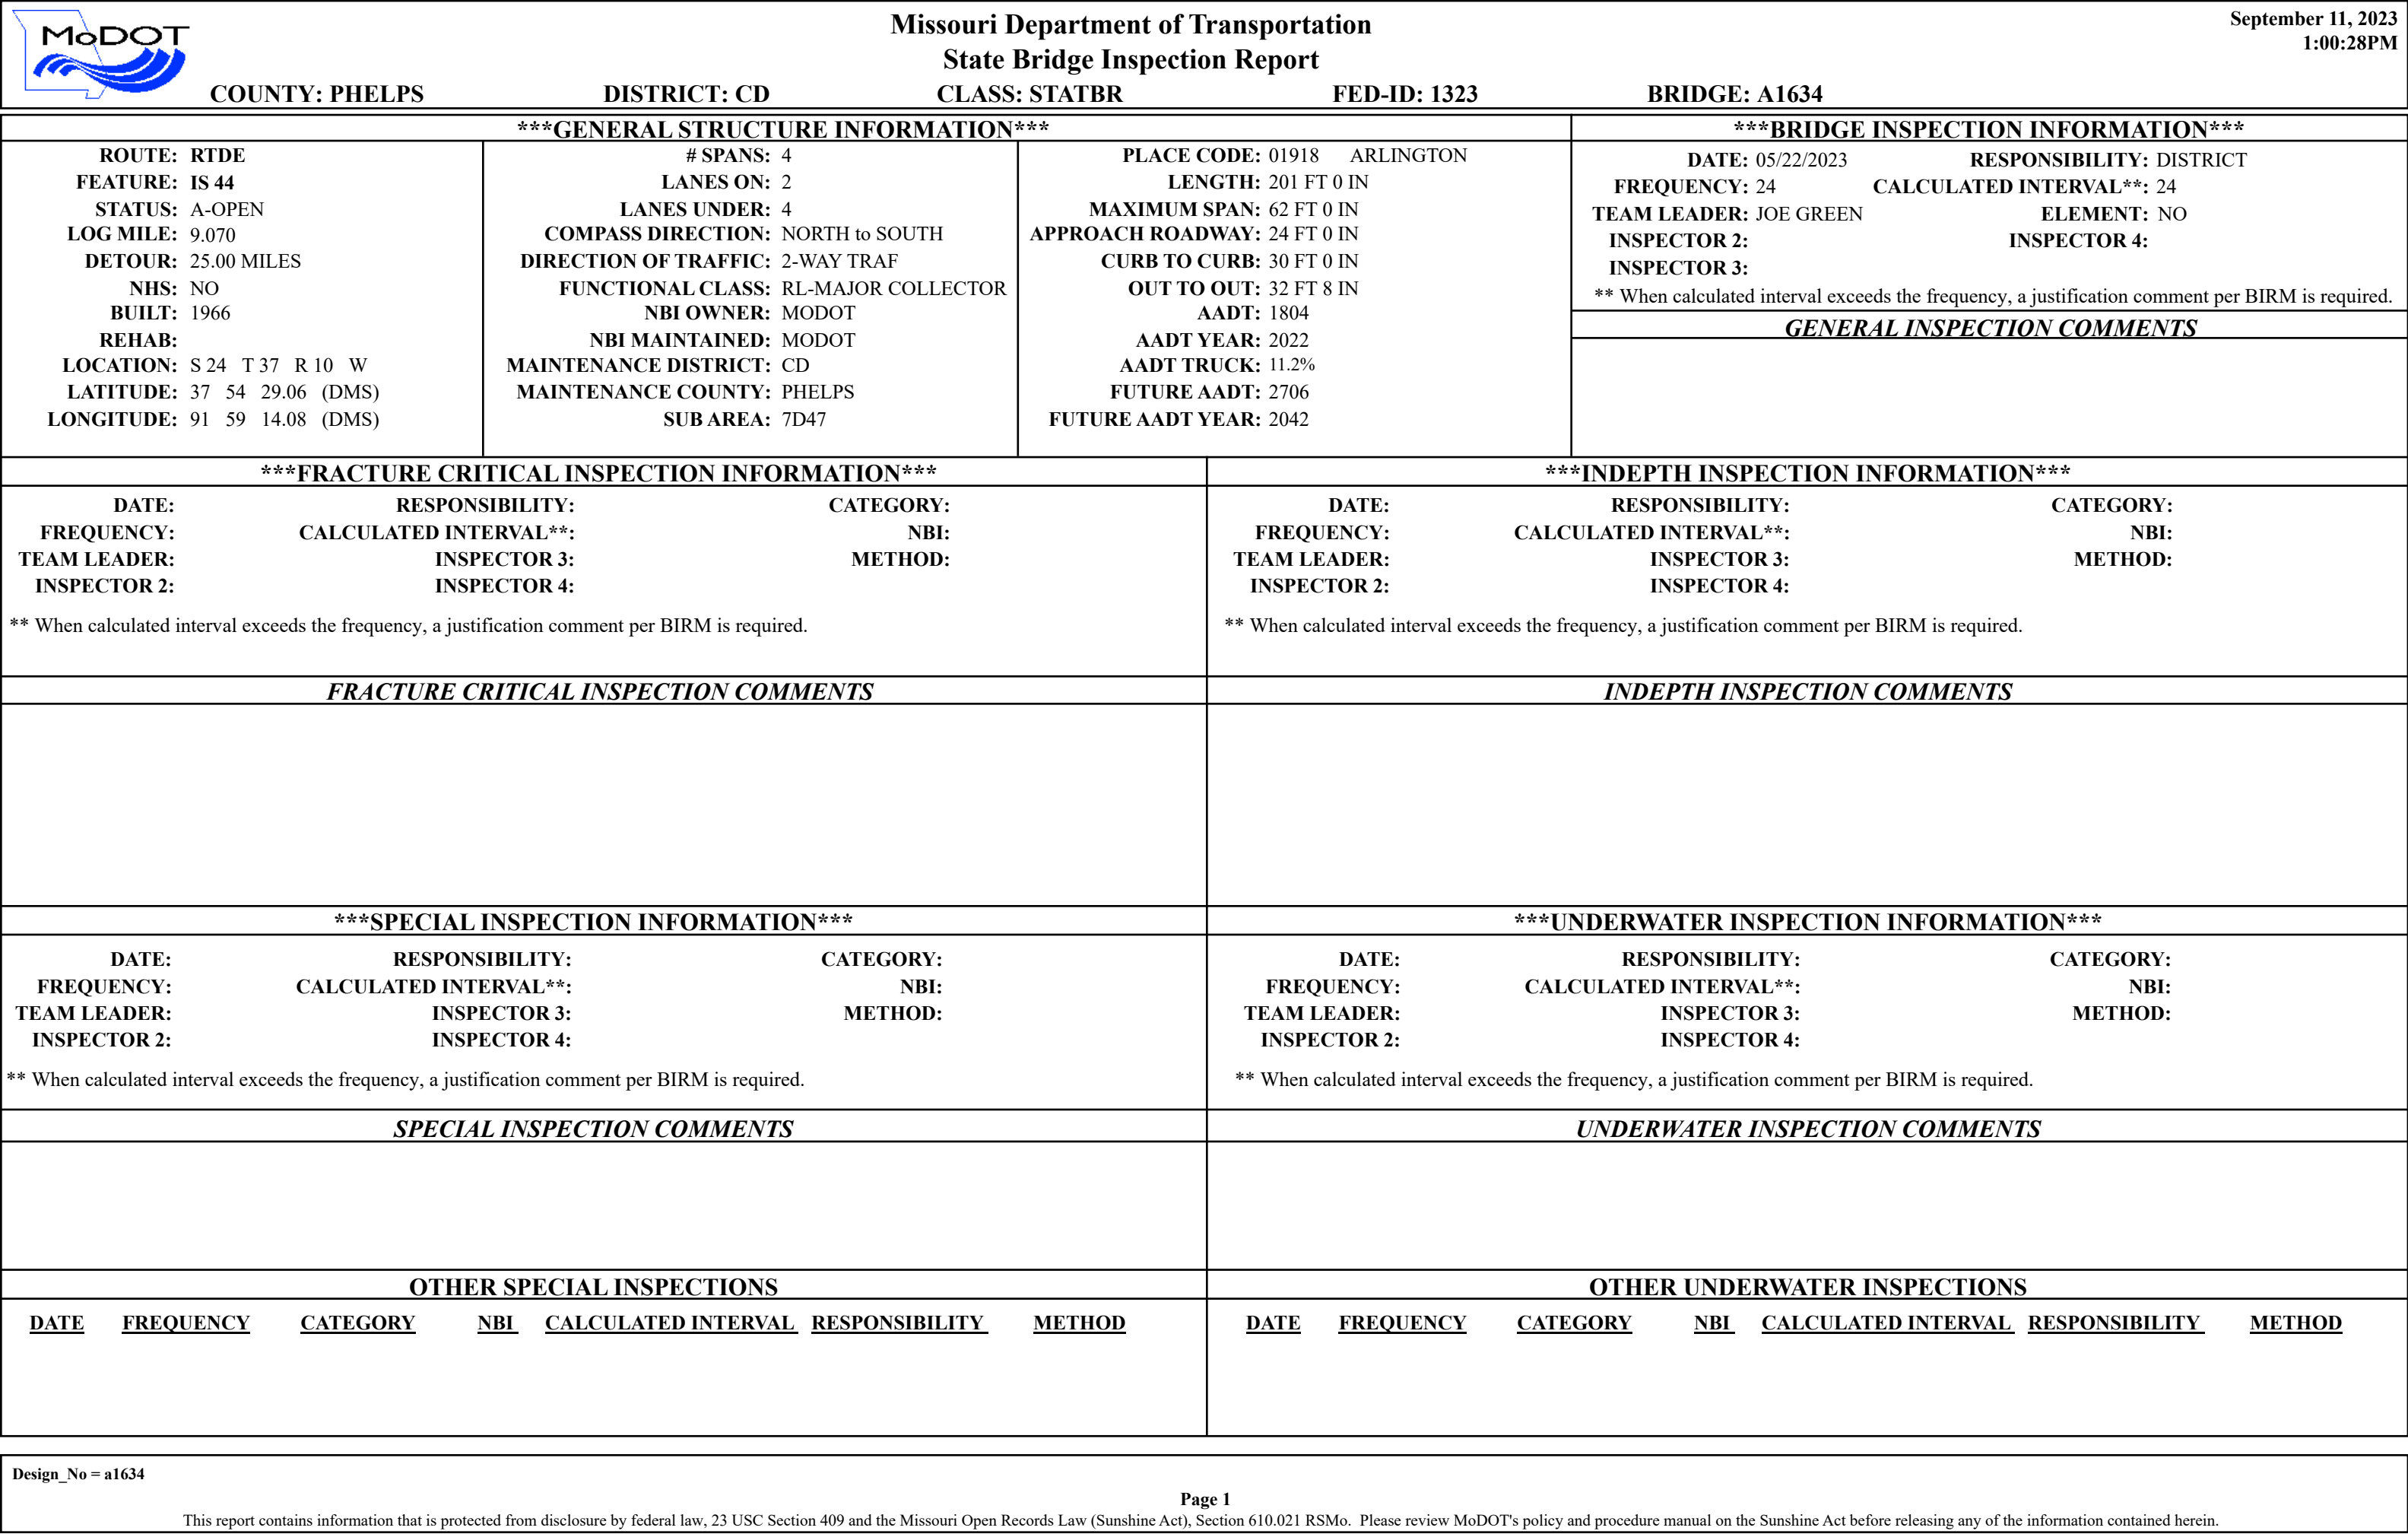 MoDOT
Missouri Department of Transportation
State Bridge Inspection Report
September 11, 2023
1:00:28PM
COUNTY: PHELPS DISTRICT: CD CLASS: STATBR FED-ID: 1323 BRIDGE: A1634
***GENERAL STRUCTURE INFORMATION***
ROUTE: RTDE
FEATURE: IS 44
STATUS: A-OPEN
LOG MILE: 9.070
DETOUR: 25.00 MILES
NHS: NO
BUILT: 1966
REHAB:
LOCATION: S 24 T 37 R 10 W
LATITUDE: 37 54 29.06 (DMS)
LONGITUDE: 91 59 14.08 (DMS)
# SPANS: 4
LANES ON: 2
LANES UNDER: 4
COMPASS DIRECTION: NORTH to SOUTH
DIRECTION OF TRAFFIC: 2-WAY TRAF
FUNCTIONAL CLASS: RL-MAJOR COLLECTOR
NBI OWNER: MODOT
NBI MAINTAINED: MODOT
MAINTENANCE DISTRICT: CD
MAINTENANCE COUNTY: PHELPS
SUB AREA: 7D47
PLACE CODE: 01918 ARLINGTON
LENGTH: 201 FT 0 IN
MAXIMUM SPAN: 62 FT 0 IN
APPROACH ROADWAY: 24 FT 0 IN
CURB TO CURB: 30 FT 0 IN
OUT TO OUT: 32 FT 8 IN
AADT: 1804
AADT YEAR: 2022
AADT TRUCK: 11.2%
FUTURE AADT: 2706
FUTURE AADT YEAR: 2042
***BRIDGE INSPECTION INFORMATION***
DATE: 05/22/2023 RESPONSIBILITY: DISTRICT
FREQUENCY: 24 CALCULATED INTERVAL**: 24
TEAM LEADER: JOE GREEN ELEMENT: NO
INSPECTOR 2: INSPECTOR 4:
INSPECTOR 3:
** When calculated interval exceeds the frequency, a justification comment per BIRM is required.
GENERAL INSPECTION COMMENTS
***FRACTURE CRITICAL INSPECTION INFORMATION***
DATE: RESPONSIBILITY: CATEGORY:
FREQUENCY: CALCULATED INTERVAL**: NBI:
TEAM LEADER: INSPECTOR 3: METHOD:
INSPECTOR 2: INSPECTOR 4:
** When calculated interval exceeds the frequency, a justification comment per BIRM is required.
FRACTURE CRITICAL INSPECTION COMMENTS
***INDEPTH INSPECTION INFORMATION***
DATE: RESPONSIBILITY: CATEGORY:
FREQUENCY: CALCULATED INTERVAL**: NBI:
TEAM LEADER: INSPECTOR 3: METHOD:
INSPECTOR 2: INSPECTOR 4:
** When calculated interval exceeds the frequency, a justification comment per BIRM is required.
INDEPTH INSPECTION COMMENTS
***SPECIAL INSPECTION INFORMATION***
DATE: RESPONSIBILITY: CATEGORY:
FREQUENCY: CALCULATED INTERVAL**: NBI:
TEAM LEADER: INSPECTOR 3: METHOD:
INSPECTOR 2: INSPECTOR 4:
** When calculated interval exceeds the frequency, a justification comment per BIRM is required.
SPECIAL INSPECTION COMMENTS
***UNDERWATER INSPECTION INFORMATION***
DATE: RESPONSIBILITY: CATEGORY:
FREQUENCY: CALCULATED INTERVAL**: NBI:
TEAM LEADER: INSPECTOR 3: METHOD:
INSPECTOR 2: INSPECTOR 4:
** When calculated interval exceeds the frequency, a justification comment per BIRM is required.
UNDERWATER INSPECTION COMMENTS
OTHER SPECIAL INSPECTIONS
DATE FREQUENCY CATEGORY NBI CALCULATED INTERVAL RESPONSIBILITY METHOD
OTHER UNDERWATER INSPECTIONS
DATE FREQUENCY CATEGORY NBI CALCULATED INTERVAL RESPONSIBILITY METHOD
Design_No = a1634
Page 1
This report contains information that is protected from disclosure by federal law, 23 USC Section 409 and the Missouri Open Records Law (Sunshine Act), Section 610.021 RSMo. Please review MoDOT's policy and procedure manual on the Sunshine Act before releasing any of the information contained herein.